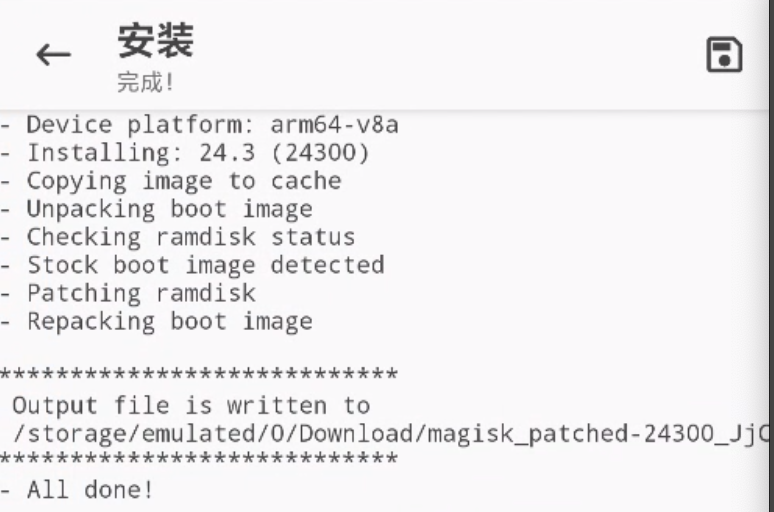 安装
完成!
- Device platform: arm64-v8a
- Installing: 24.3 (24300)
- Copying image to cache
- Unpacking boot image
- Checking ramdisk status
- Stock boot image detected
- Patching ramdisk
- Repacking boot image
****************************
Output file is written to
/storage/emulated/0/Download/magisk_patched-24300_Jj
****************************
- All done!